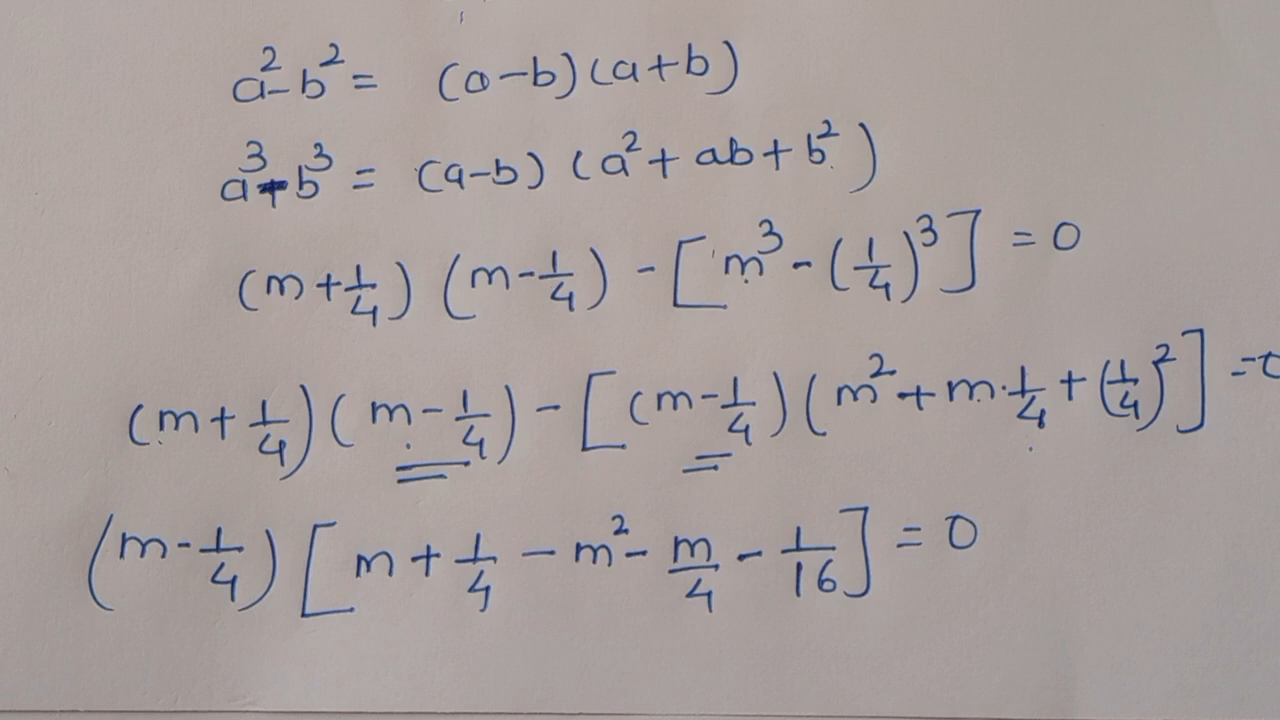 a² - b² = (a-b)(a+b)
a³ - b³ = (a-b) (a² + ab + b²)
(m + 1/4) (m - 1/4) - [m³ - (1/4)³] = 0
(m + 1/4) (m - 1/4) - [(m - 1/4) (m² + m·1/4 + (1/4)²] =
(m - 1/4) [m + 1/4 - m² - m/4 - 1/16] = 0